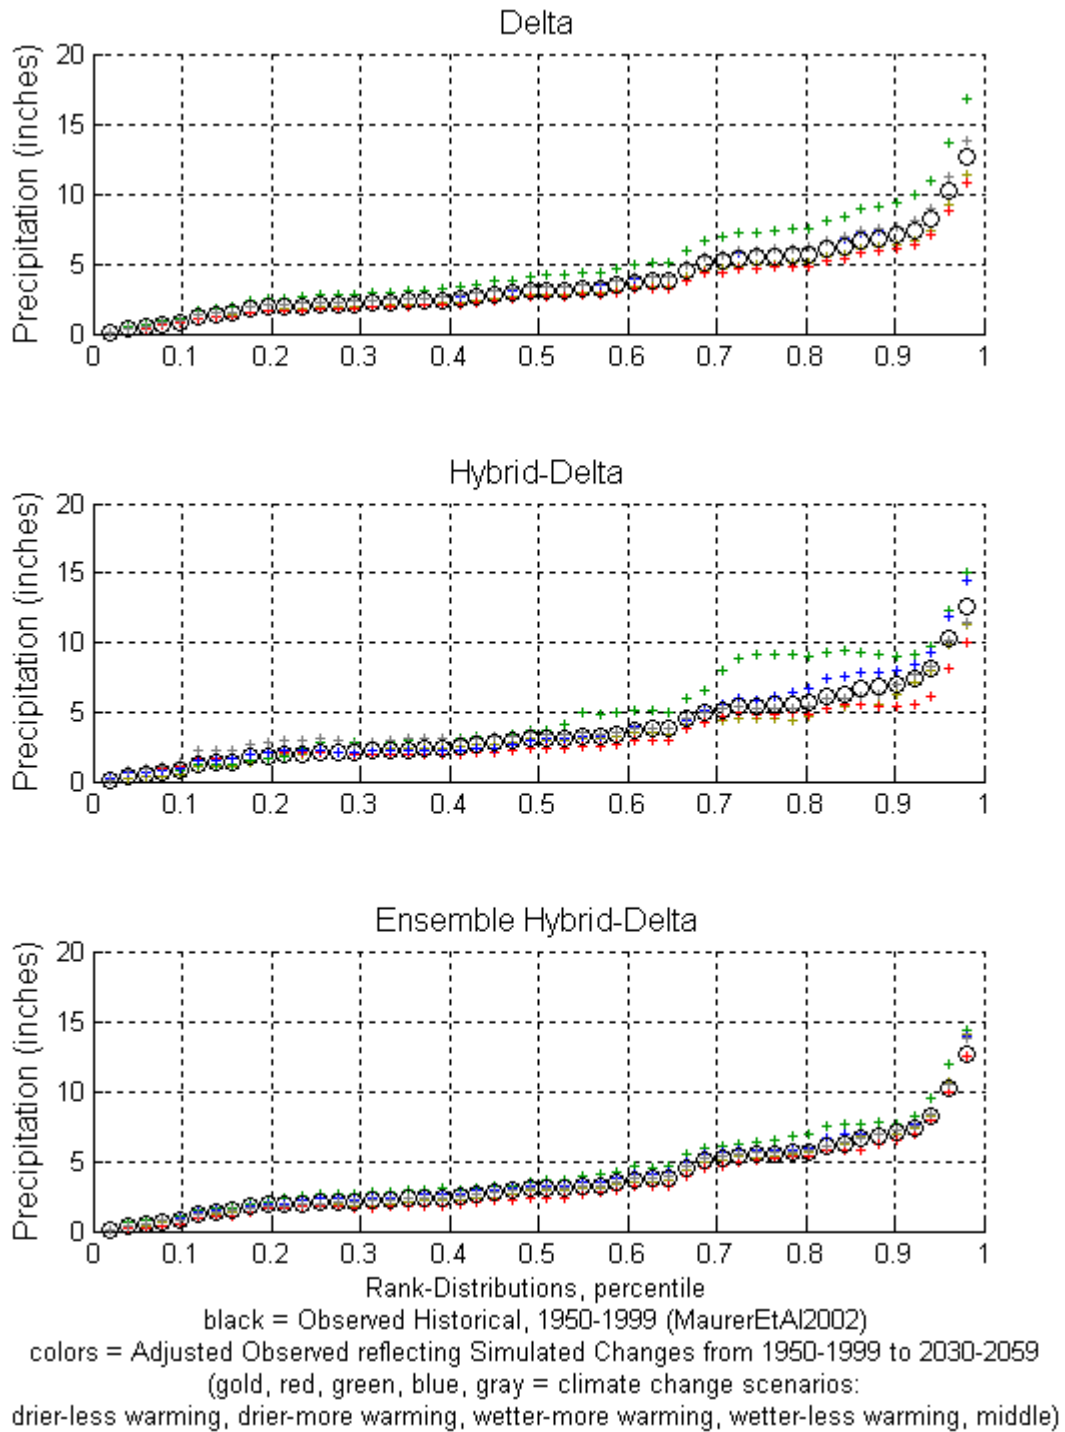 Delta
Precipitation (inches)
20
15
10
5
0
0 0.1 0.2 0.3 0.4 0.5 0.6 0.7 0.8 0.9 1
Hybrid-Delta
Precipitation (inches)
20
15
10
5
0
0 0.1 0.2 0.3 0.4 0.5 0.6 0.7 0.8 0.9 1
Ensemble Hybrid-Delta
Precipitation (inches)
20
15
10
5
0
0 0.1 0.2 0.3 0.4 0.5 0.6 0.7 0.8 0.9 1
Rank-Distributions, percentile
black = Observed Historical, 1950-1999 (MaurerEtAl2002)
colors = Adjusted Observed reflecting Simulated Changes from 1950-1999 to 2030-2059
(gold, red, green, blue, gray = climate change scenarios:
drier-less warming, drier-more warming, wetter-more warming, wetter-less warming, middle)